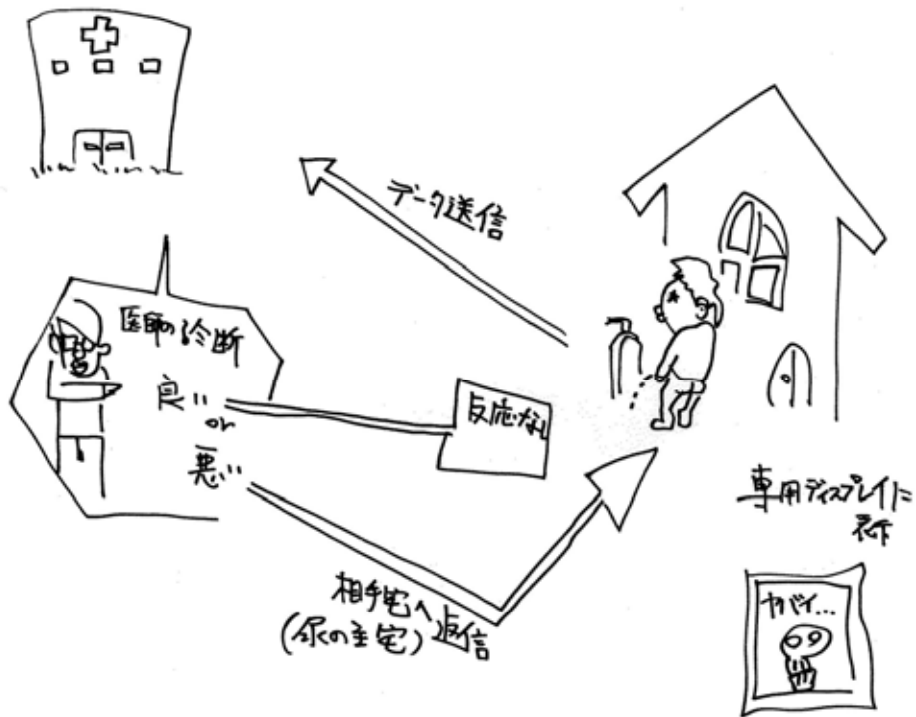 データ送信
医師の診断
良い
or
悪い
反応なし
相手宅へ返信
(尿の主宅)
専用ディスプレイに
表示
ヤバイ...